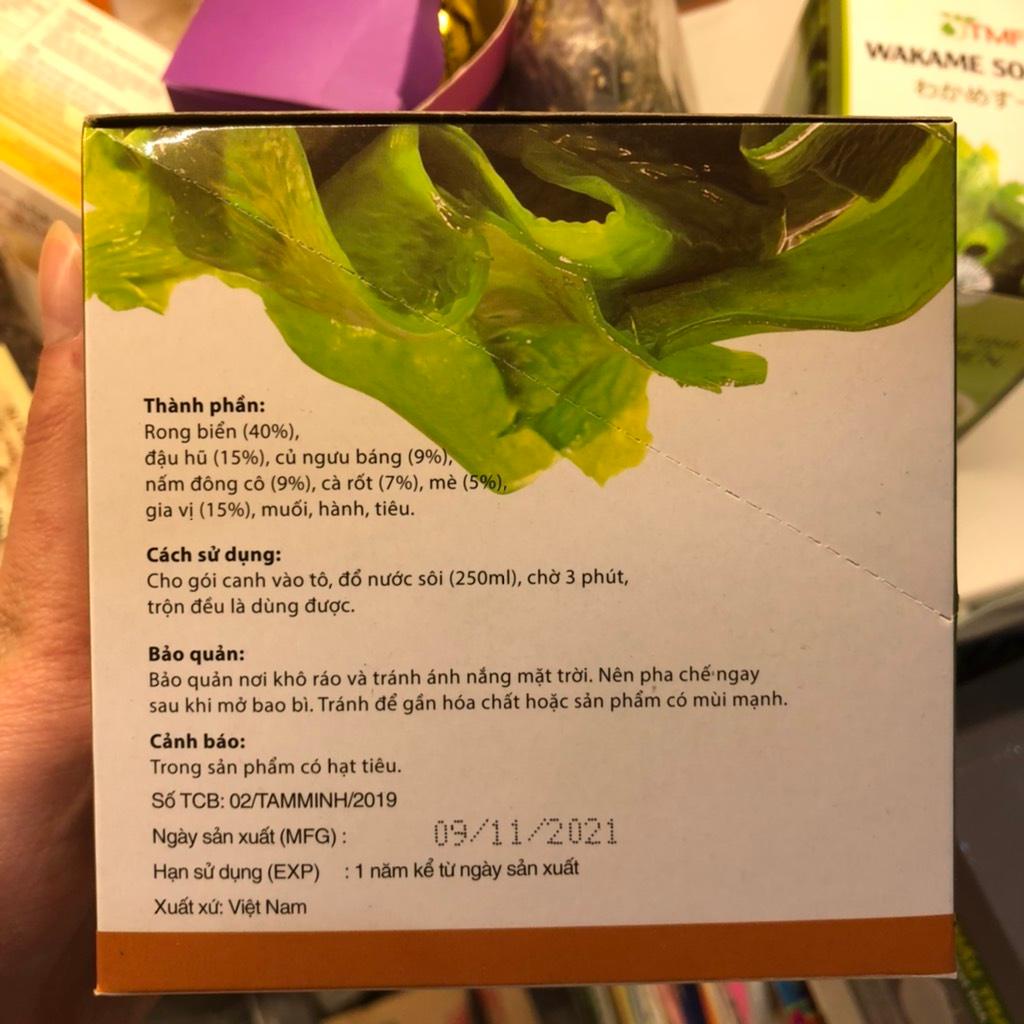 TMF
WAKAME SO
わかめすー
Thành phần:
Rong biển (40%),
đậu hũ (15%), củ ngưu báng (9%),
nấm đông cô (9%), cà rốt (7%), mè (5%),
gia vị (15%), muối, hành, tiêu.
Cách sử dụng:
Cho gói canh vào tô, đổ nước sôi (250ml), chờ 3 phút,
trộn đều là dùng được.
Bảo quản:
Bảo quản nơi khô ráo và tránh ánh nắng mặt trời. Nên pha chế ngay
sau khi mở bao bì. Tránh để gần hóa chất hoặc sản phẩm có mùi mạnh.
Cảnh báo:
Trong sản phẩm có hạt tiêu.
Số TCB: 02/TAMMINH/2019
Ngày sản xuất (MFG) : 09/11/2021
Hạn sử dụng (EXP) : 1 năm kể từ ngày sản xuất
Xuất xứ: Việt Nam